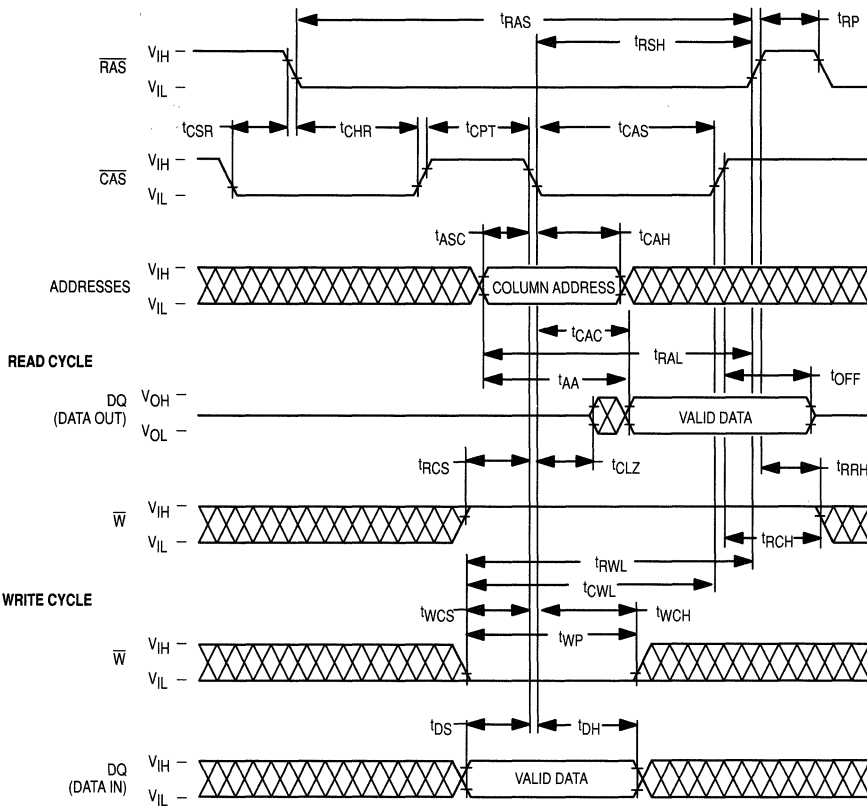 tRAS
tRP
tRSH
RAS
VIH
VIL
tCSR
tCHR
tCPT
tCAS
CAS
VIH
VIL
tASC
tCAH
ADDRESSES
VIH
VIL
COLUMN ADDRESS
tCAC
READ CYCLE
tRAL
tAA
tOFF
DQ
(DATA OUT)
VOH
VOL
VALID DATA
tRCS
tCLZ
tRRH
W
VIH
VIL
tRCH
tRWL
tCWL
WRITE CYCLE
tWCS
tWCH
tWP
W
VIH
VIL
tDS
tDH
DQ
(DATA IN)
VIH
VIL
VALID DATA